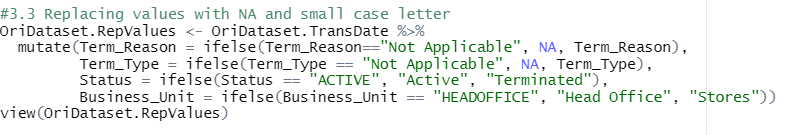 #3.3 Replacing values with NA and small case letter
OriDataset.RepValues <- OriDataset.TransDate %>%
  mutate(Term_Reason = ifelse(Term_Reason=="Not Applicable", NA, Term_Reason),
         Term_Type = ifelse(Term_Type == "Not Applicable", NA, Term_Type),
         Status = ifelse(Status == "ACTIVE", "Active", "Terminated"),
         Business_Unit = ifelse(Business_Unit == "HEADOFFICE", "Head Office", "Stores"))
view(OriDataset.RepValues)